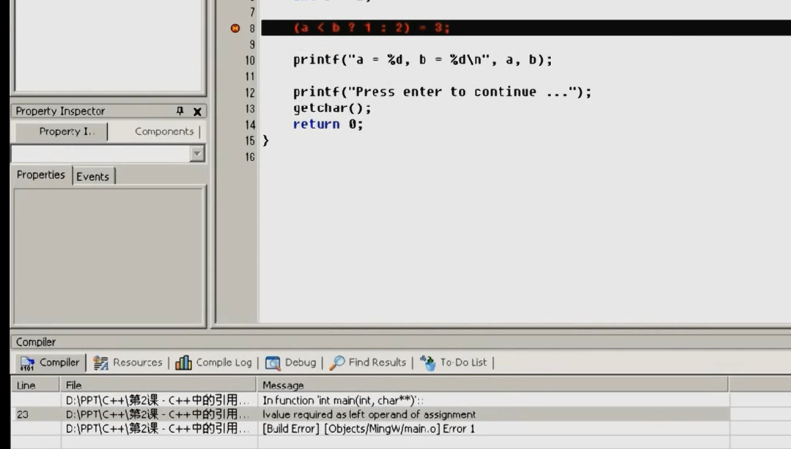 7
8 (a < b ? 1 : 2) = 3;
9
10 printf("a = %d, b = %d\n", a, b);
11
12 printf("Press enter to continue ...");
13 getchar();
14 return 0;
15 }
16
Property Inspector
Property I..
Components
Properties
Events
Compiler
Compiler
Resources
Compile Log
Debug
Find Results
To-Do List
Line File Message
D:\PPT\C++\第2课 - C++中的引用... In function 'int main(int, char**)'::
23 D:\PPT\C++\第2课 - C++中的引用... lvalue required as left operand of assignment
D:\PPT\C++\第2课 - C++中的引用... [Build Error] [Objects/MingW/main.o] Error 1